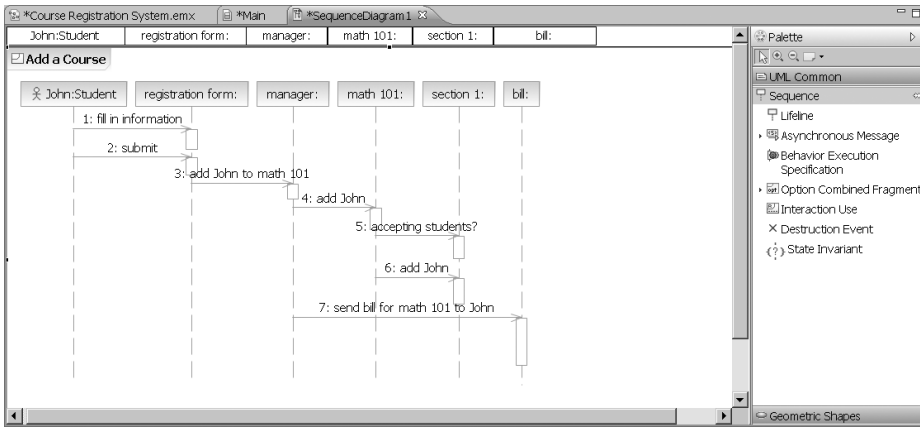 *Course Registration System.emx
*Main
*SequenceDiagram1
John:Student
registration form:
manager:
math 101:
section 1:
bill:
Add a Course
John:Student
registration form:
manager:
math 101:
section 1:
bill:
1: fill in information
2: submit
3: add John to math 101
4: add John
5: accepting students?
6: add John
7: send bill for math 101 to John
Palette
UML Common
Sequence
Lifeline
Asynchronous Message
Behavior Execution
Specification
Option Combined Fragment
Interaction Use
Destruction Event
State Invariant
Geometric Shapes